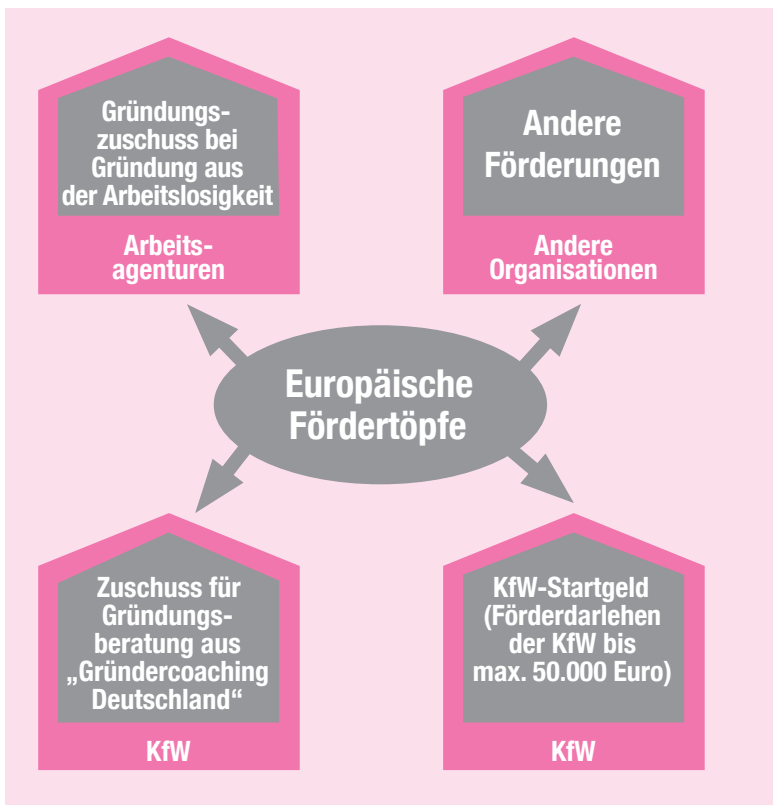 Gründungs-
zuschuss bei
Gründung aus
der Arbeitslosigkeit
Arbeits-
agenturen
Andere
Förderungen
Andere
Organisationen
Europäische
Fördertöpfe
Zuschuss für
Gründungs-
beratung aus
„Gründercoaching
Deutschland“
KfW
KfW-Startgeld
(Förderdarlehen
der KfW bis
max. 50.000 Euro)
KfW